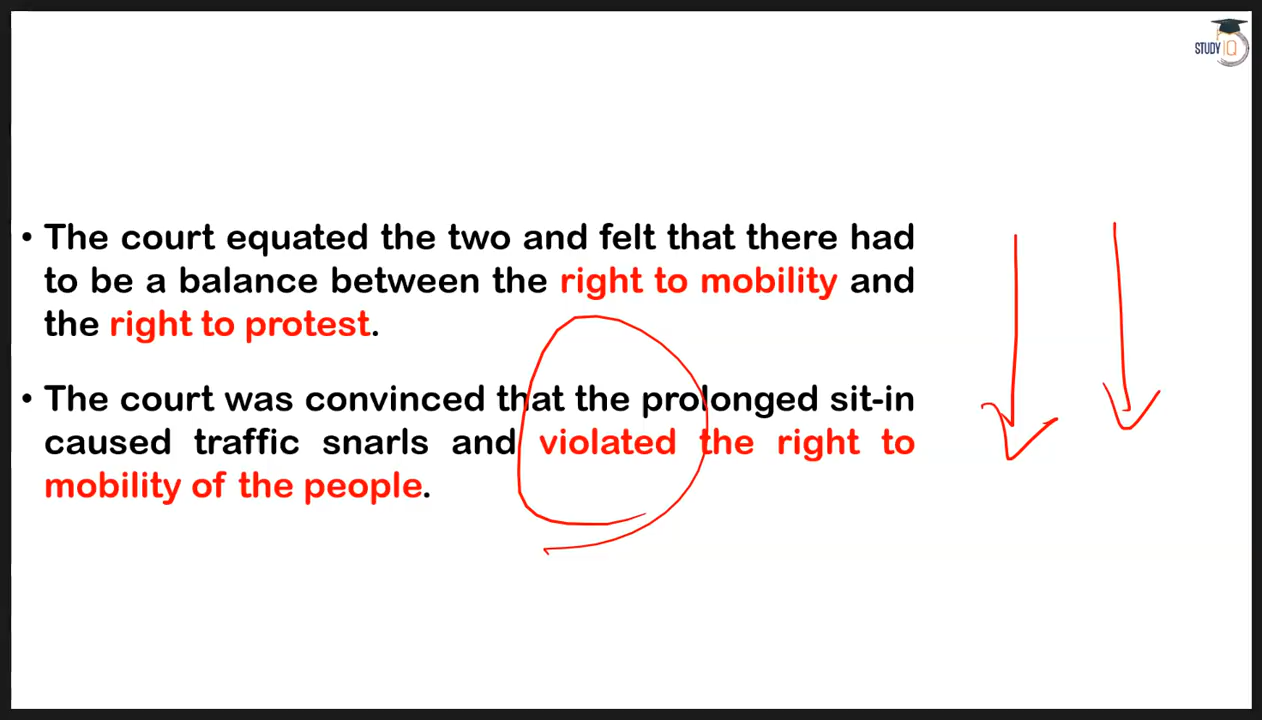 STUDY IQ
• The court equated the two and felt that there had
to be a balance between the right to mobility and
the right to protest.
• The court was convinced that the prolonged sit-in
caused traffic snarls and violated the right to
mobility of the people.